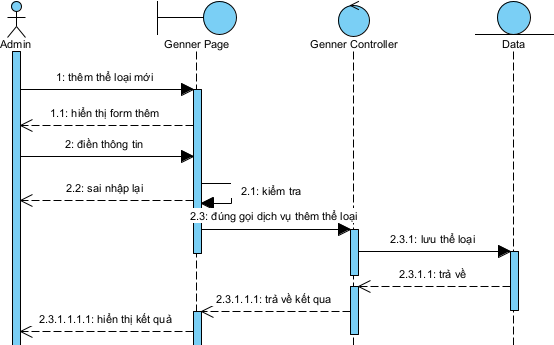 Admin
Genner Page
Genner Controller
Data
1: thêm thể loại mới
1.1: hiển thị form thêm
2: điền thông tin
2.1: kiểm tra
2.2: sai nhập lại
2.3: đúng gọi dịch vụ thêm thể loại
2.3.1: lưu thể loại
2.3.1.1: trả về
2.3.1.1.1: trả về kết qua
2.3.1.1.1.1: hiển thị kết quả